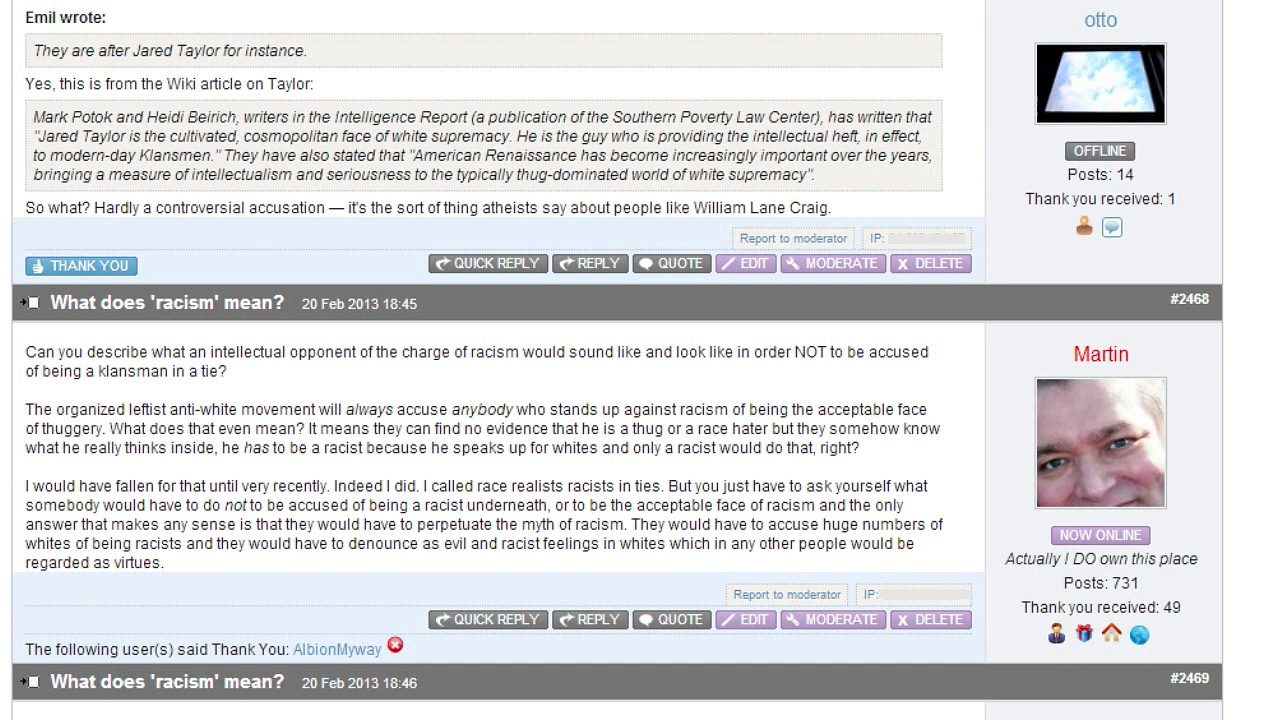 Emil wrote:
otto
They are after Jared Taylor for instance.
Yes, this is from the Wiki article on Taylor:
Mark Potok and Heidi Beirich, writers in the Intelligence Report (a publication of the Southern Poverty Law Center), has written that
"Jared Taylor is the cultivated, cosmopolitan face of white supremacy. He is the guy who is providing the intellectual heft, in effect,
to modern-day Klansmen." They have also stated that "American Renaissance has become increasingly important over the years,
bringing a measure of intellectualism and seriousness to the typically thug-dominated world of white supremacy".
OFFLINE
Posts: 14
Thank you received: 1
So what? Hardly a controversial accusation — it's the sort of thing atheists say about people like William Lane Craig.
Report to moderator IP:
THANK YOU QUICK REPLY REPLY QUOTE EDIT MODERATE X DELETE
What does 'racism' mean? 20 Feb 2013 18:45 #2468
Can you describe what an intellectual opponent of the charge of racism would sound like and look like in order NOT to be accused
of being a klansman in a tie?
Martin
The organized leftist anti-white movement will always accuse anybody who stands up against racism of being the acceptable face
of thuggery. What does that even mean? It means they can find no evidence that he is a thug or a race hater but they somehow know
what he really thinks inside, he has to be a racist because he speaks up for whites and only a racist would do that, right?
I would have fallen for that until very recently. Indeed I did. I called race realists racists in ties. But you just have to ask yourself what
somebody would have to do not to be accused of being a racist underneath, or to be the acceptable face of racism and the only
answer that makes any sense is that they would have to perpetuate the myth of racism. They would have to accuse huge numbers of
whites of being racists and they would have to denounce as evil and racist feelings in whites which in any other people would be
regarded as virtues.
NOW ONLINE
Actually I DO own this place
Posts: 731
Thank you received: 49
Report to moderator IP:
QUICK REPLY REPLY QUOTE EDIT MODERATE X DELETE
The following user(s) said Thank You: AlbionMyway
What does 'racism' mean? 20 Feb 2013 18:46 #2469